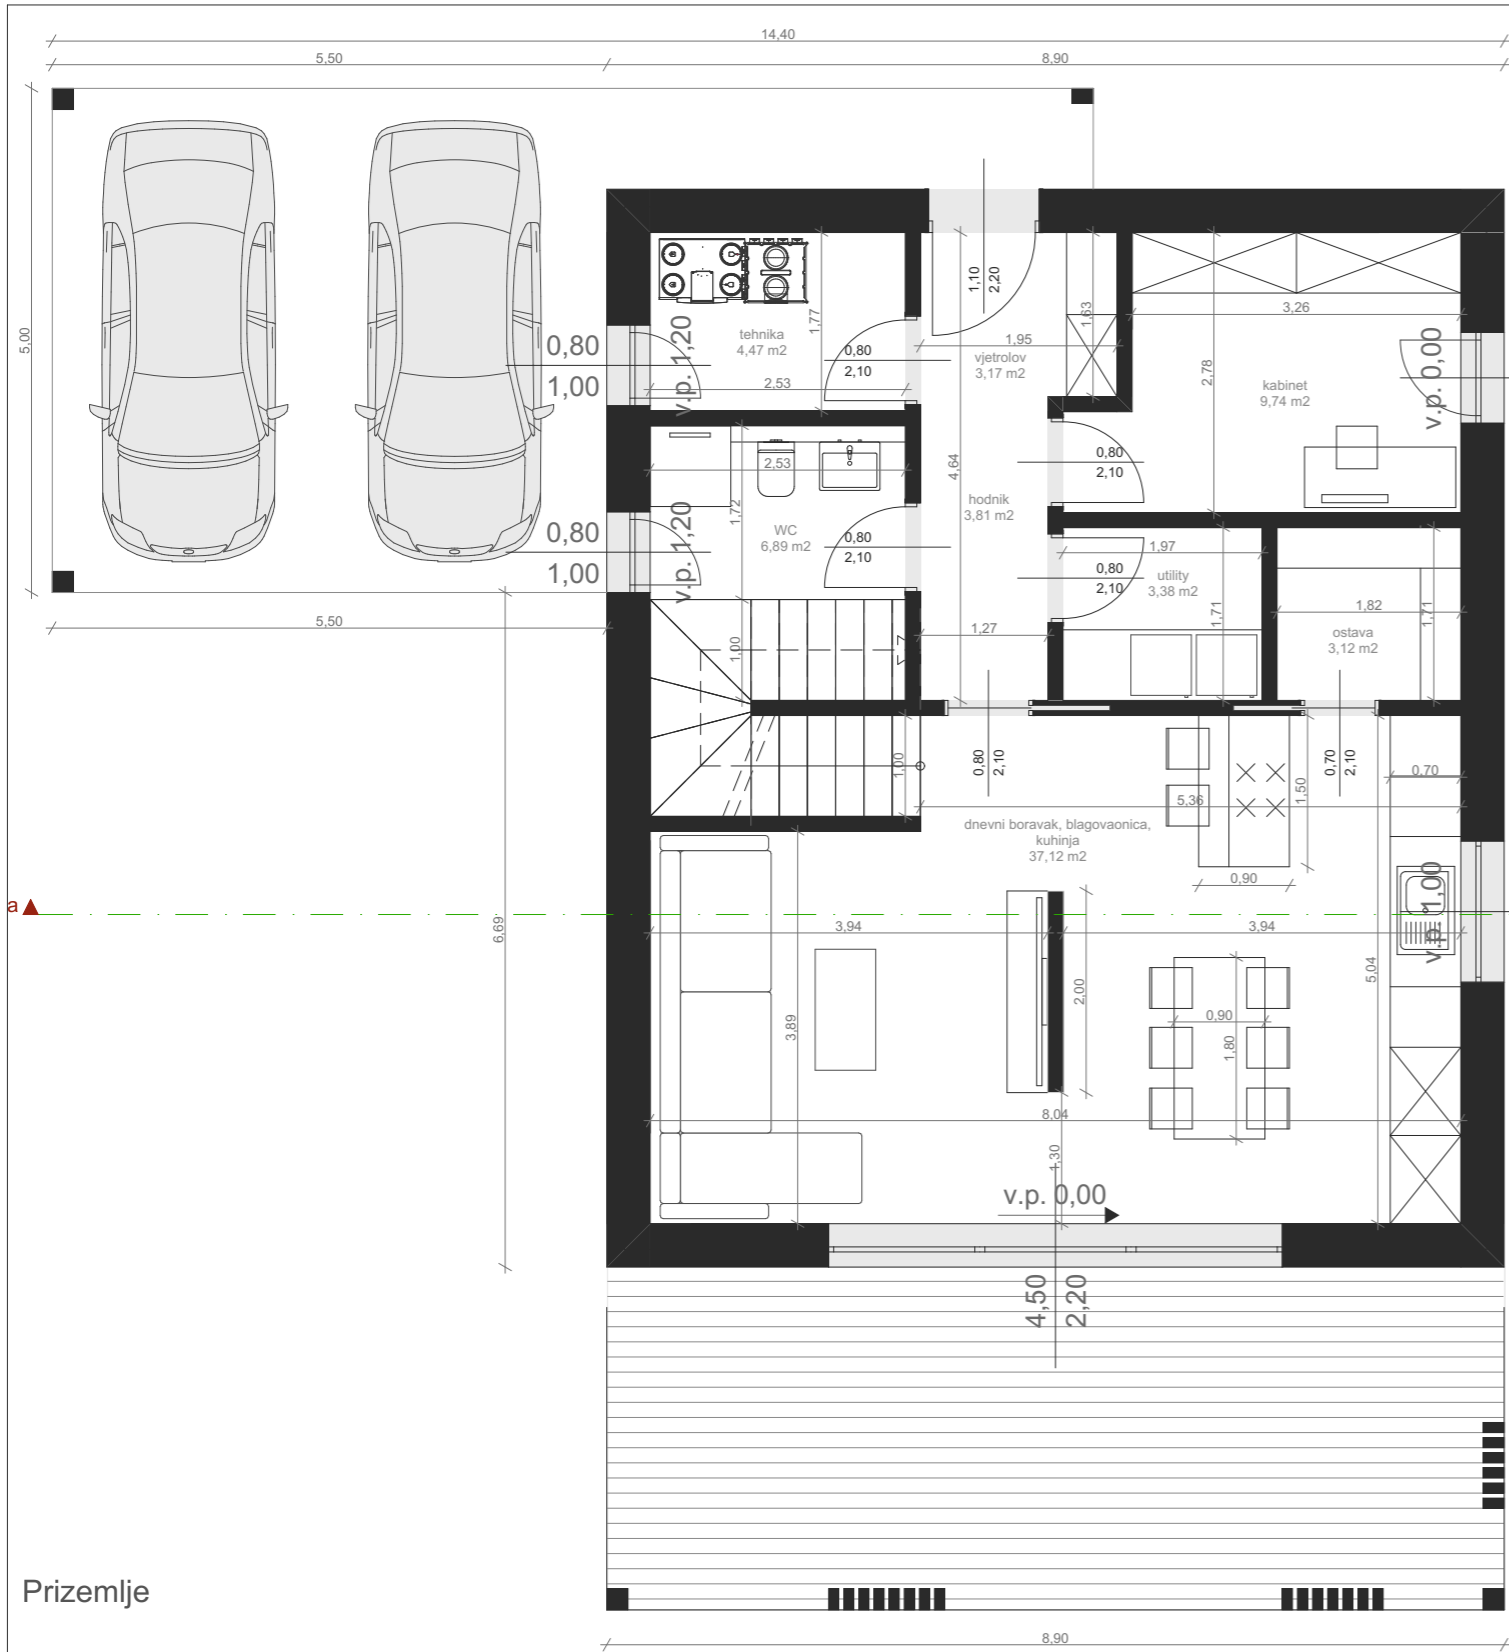 14,40
5,50
8,90
5,00
1,10
2,20
tehnika
4,47 m2
1,77
2,53
0,80
1,00
v.p. 1,20
0,80
2,10
1,95
vjetrolov
3,17 m2
1,63
3,26
2,78
kabinet
9,74 m2
v.p. 0,00
2,53
1,72
WC
6,89 m2
0,80
1,00
v.p. 1,20
0,80
2,10
4,64
hodnik
3,81 m2
0,80
2,10
1,97
0,80
2,10
utility
3,38 m2
1,71
1,82
1,71
ostava
3,12 m2
5,50
1,00
1,27
1,00
0,80
2,10
0,70
2,10
0,70
5,36
1,50
dnevni boravak, blagovaonica,
kuhinja
37,12 m2
0,90
v.p. 1,00
a
6,69
3,94
3,94
5,04
2,00
3,89
0,90
1,80
8,04
1,30
v.p. 0,00
4,50
2,20
Prizemlje
8,90